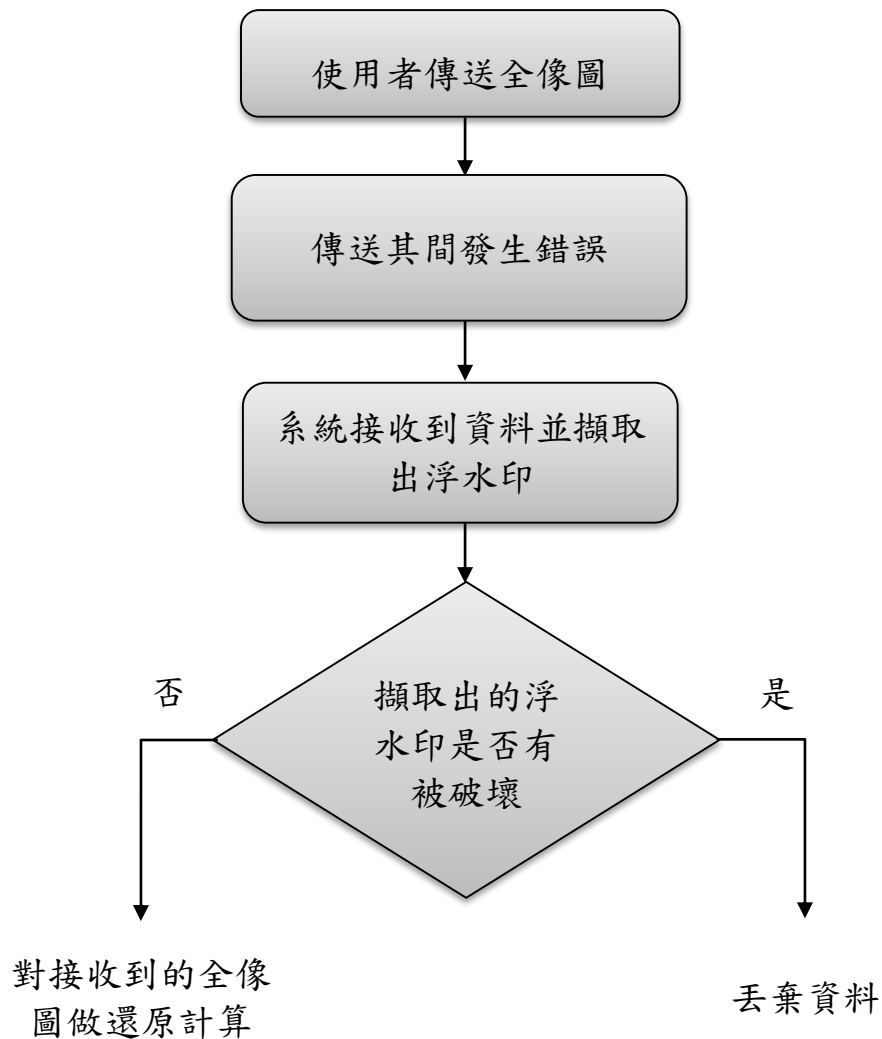 使用者傳送全像圖
傳送其間發生錯誤
系統接收到資料並擷取
出浮水印
否
擷取出的浮
水印是否有
被破壞
是
對接收到的全像
圖做還原計算
丟棄資料